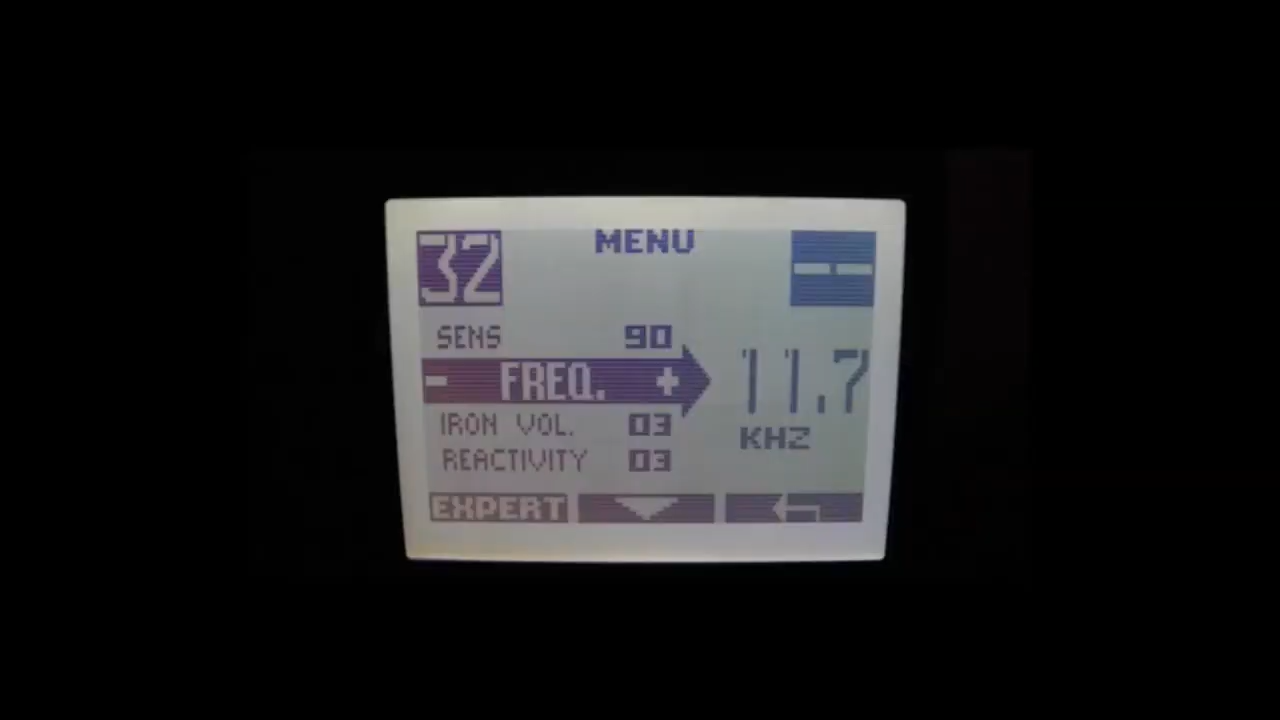 32 MENU --
SENS 90
- FREQ. + 11.7
IRON VOL. 03 KHZ
REACTIVITY 03
EXPERT